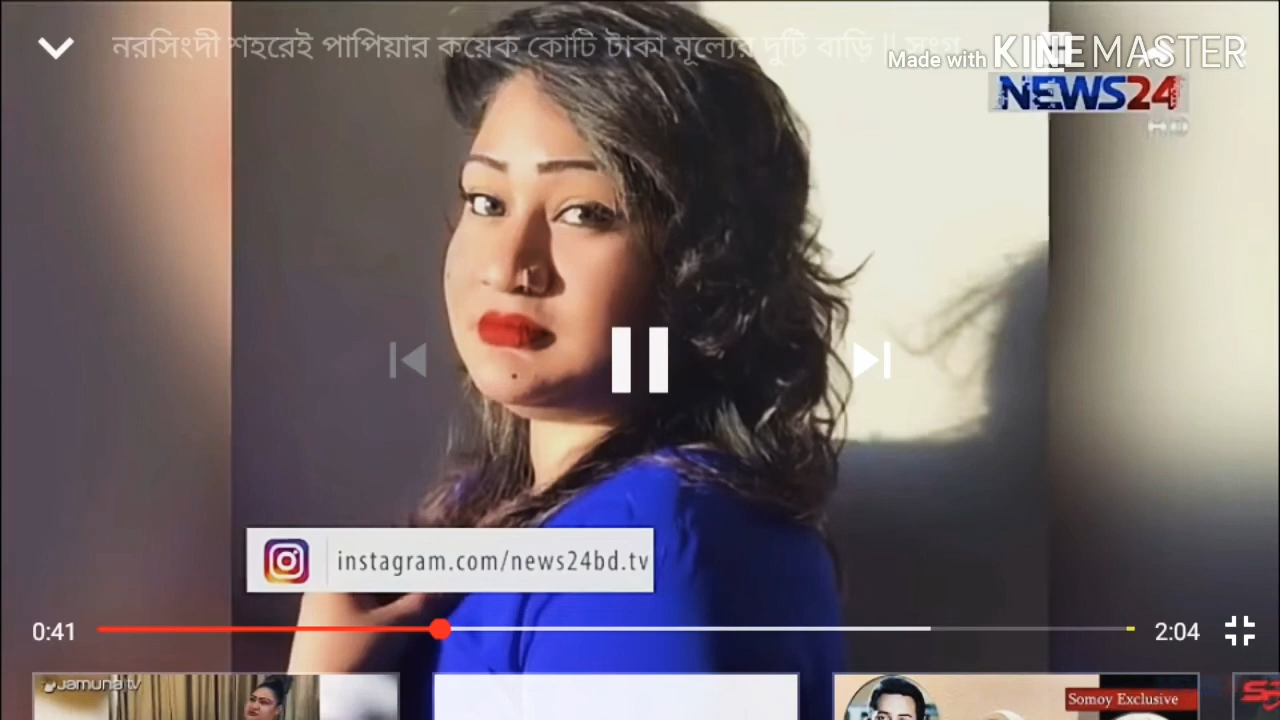 নরসিংদী শহরেই পাপিয়ার কয়েক কোটি টাকা মূল্যের দুটি বাড়ি ||
Made with KINEMASTER
NEWS24
HD
instagram.com/news24bd.tv
0:41
2:04
Jamuna tv
Somoy Exclusive